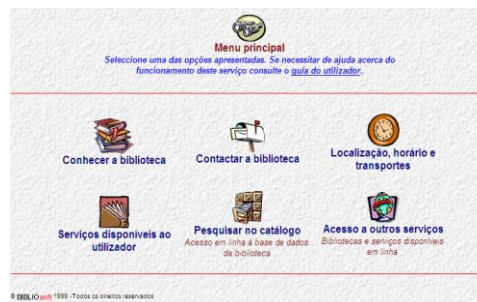 Menu principal
Seleccione uma das opções apresentadas. Se necessitar de ajuda acerca do
funcionamento deste serviço consulte o guia do utilizador.
Conhecer a biblioteca
Contactar a biblioteca
Localização, horário e
transportes
Serviços disponíveis ao
utilizador
Pesquisar no catálogo
Acesso em linha à base de dados
da biblioteca
Acesso a outros serviços
Bibliotecas e serviços disponíveis
em linha
© BIBLIOsoft 1998 -Todos os direitos reservados